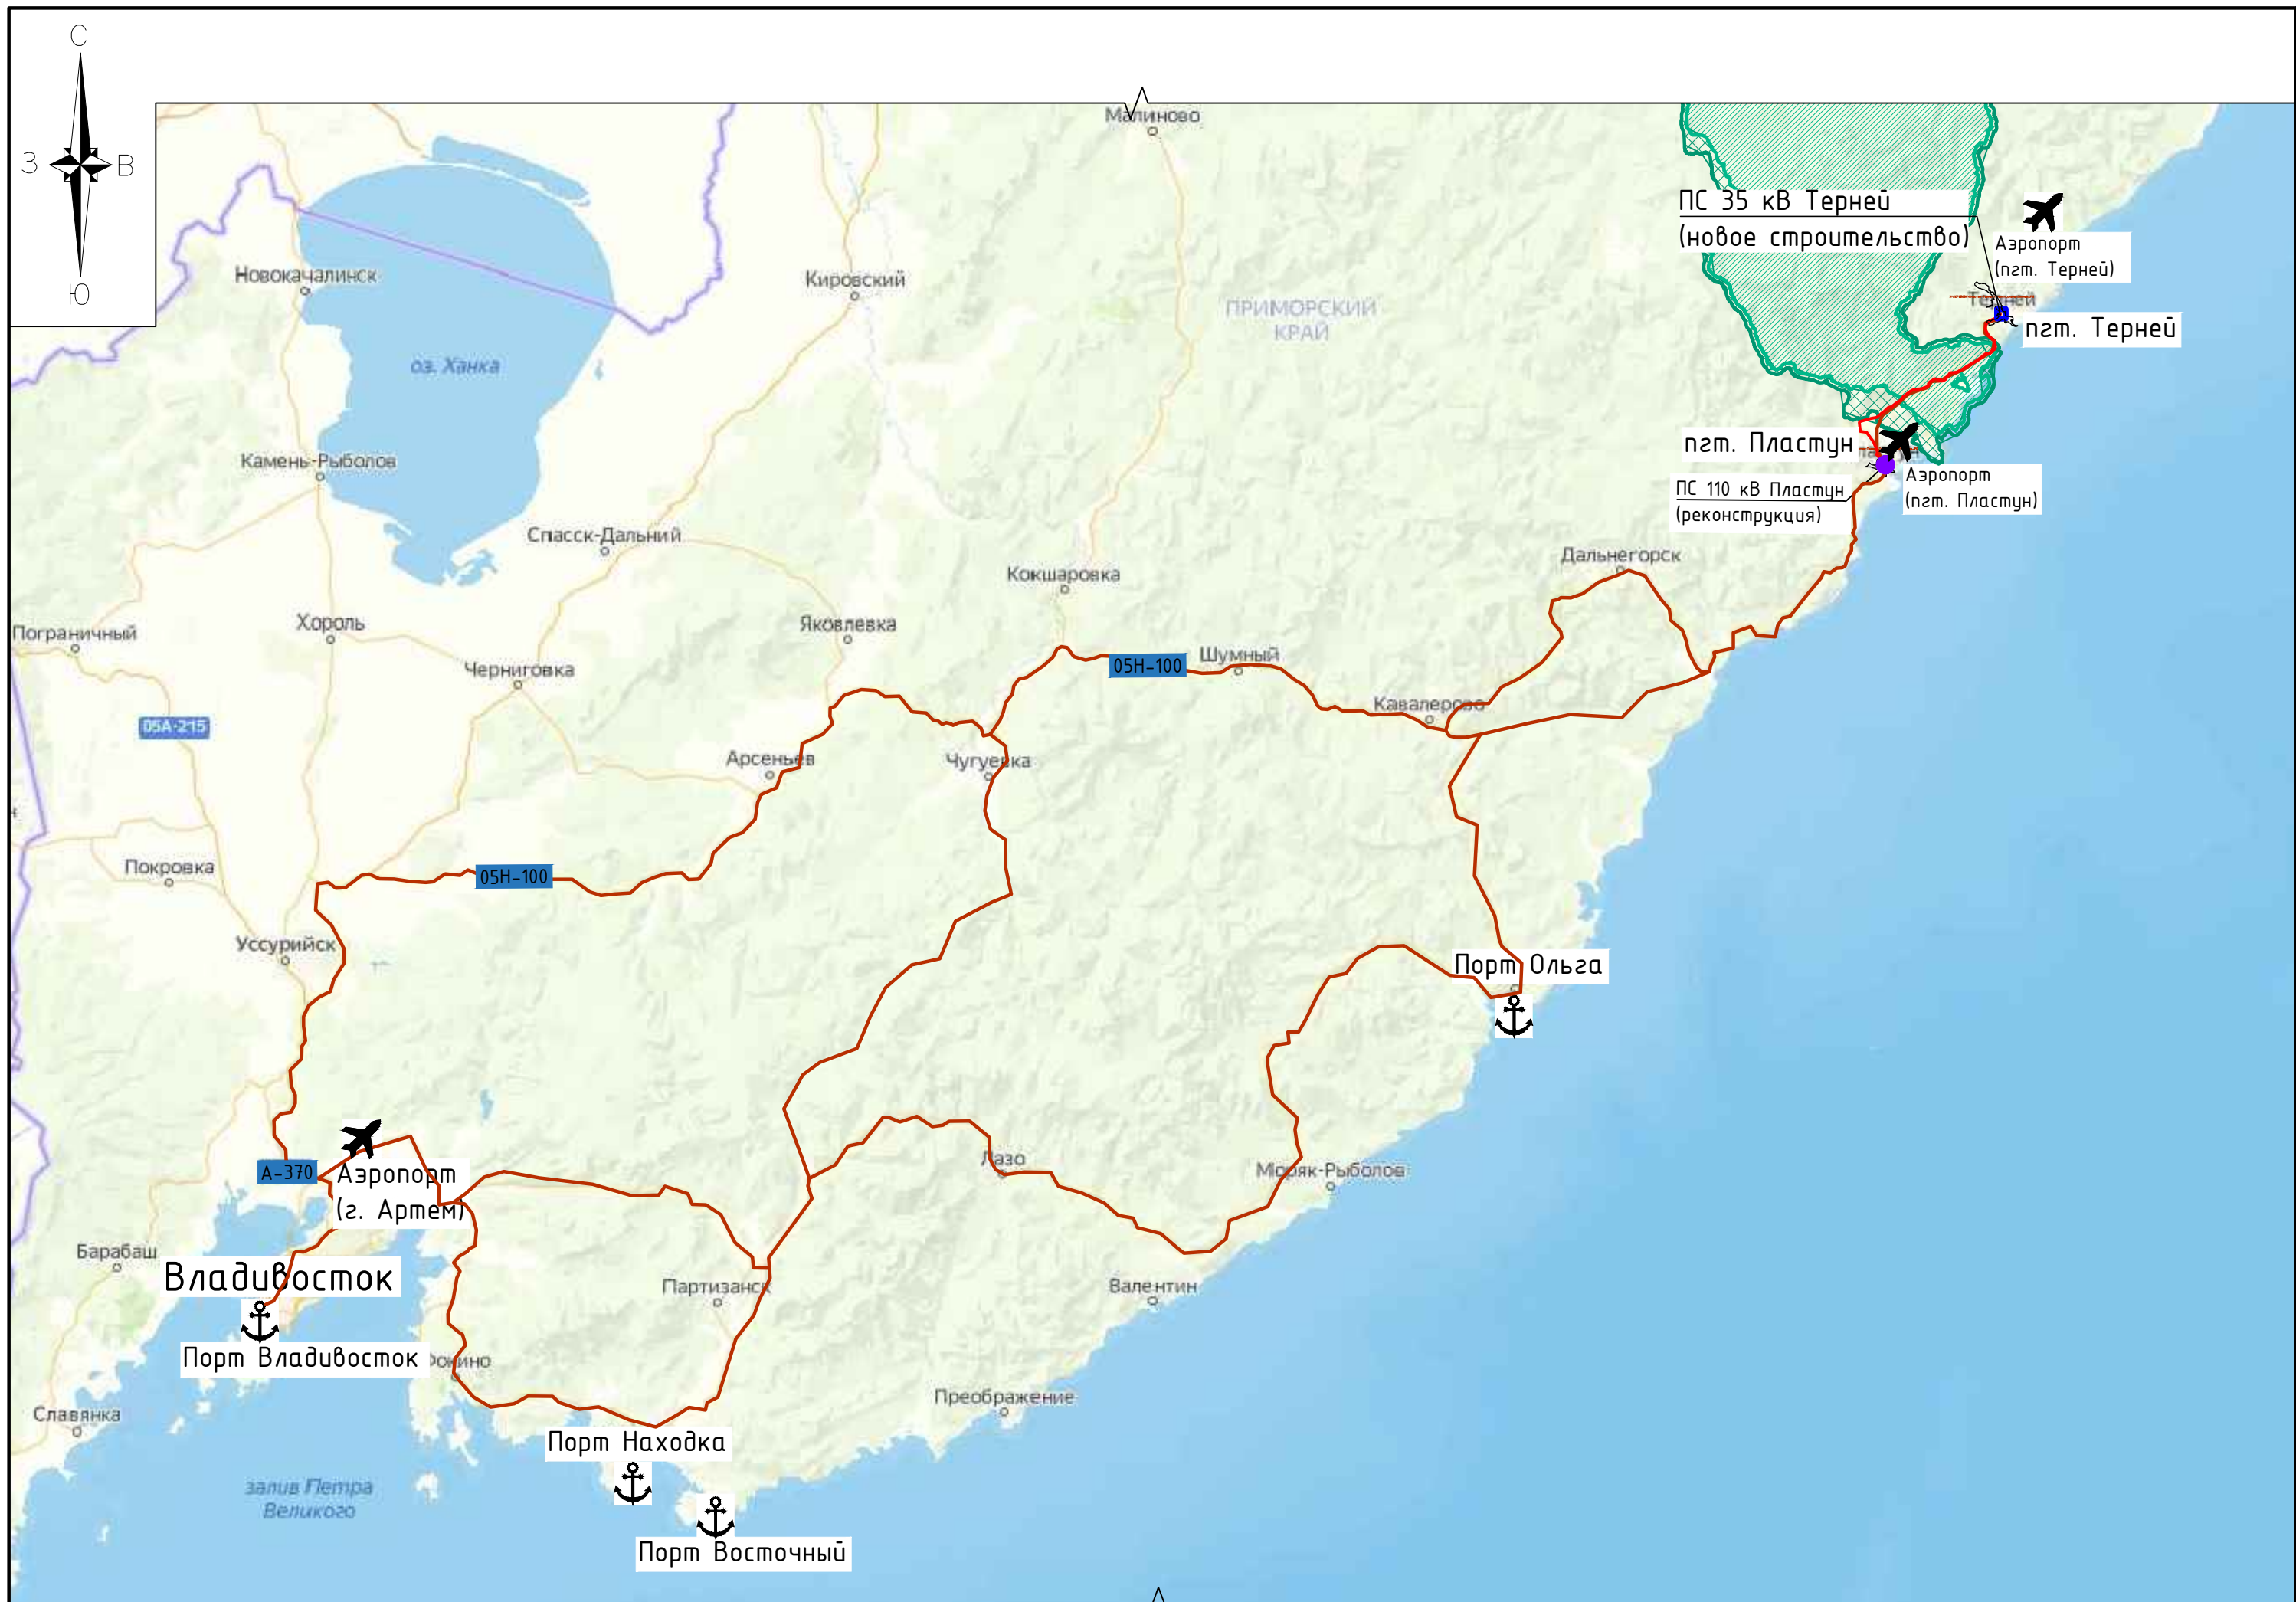 С
З
В
Ю
Малиново
ПС 35 кВ Терней
(новое строительство)
Аэропорт
(пгт. Терней)
Новокачалинск
Кировский
ПРИМОРСКИЙ
КРАЙ
Терней
пгт. Терней
оз. Ханка
пгт. Пластун
Камень-Рыболов
Аэропорт
(пгт. Пластун)
ПС 110 кВ Пластун
(реконструкция)
Спасск-Дальний
Дальнегорск
Кокшаровка
Пограничный
Хороль
Яковлевка
Шумный
05Н-100
Черниговка
Кавалерово
05А-215
Арсеньев
Чугуевка
Покровка
05Н-100
Уссурийск
Порт Ольга
А-370
Аэропорт
(г. Артем)
Лазо
Моряк-Рыболов
Барабаш
Владивосток
Партизанск
Валентин
Порт Владивосток
Фокино
Преображение
Славянка
Порт Находка
залив Петра
Великого
Порт Восточный